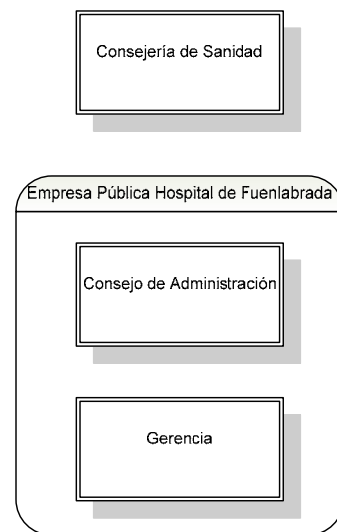 Consejería de Sanidad
Empresa Pública Hospital de Fuenlabrada
Consejo de Administración
Gerencia